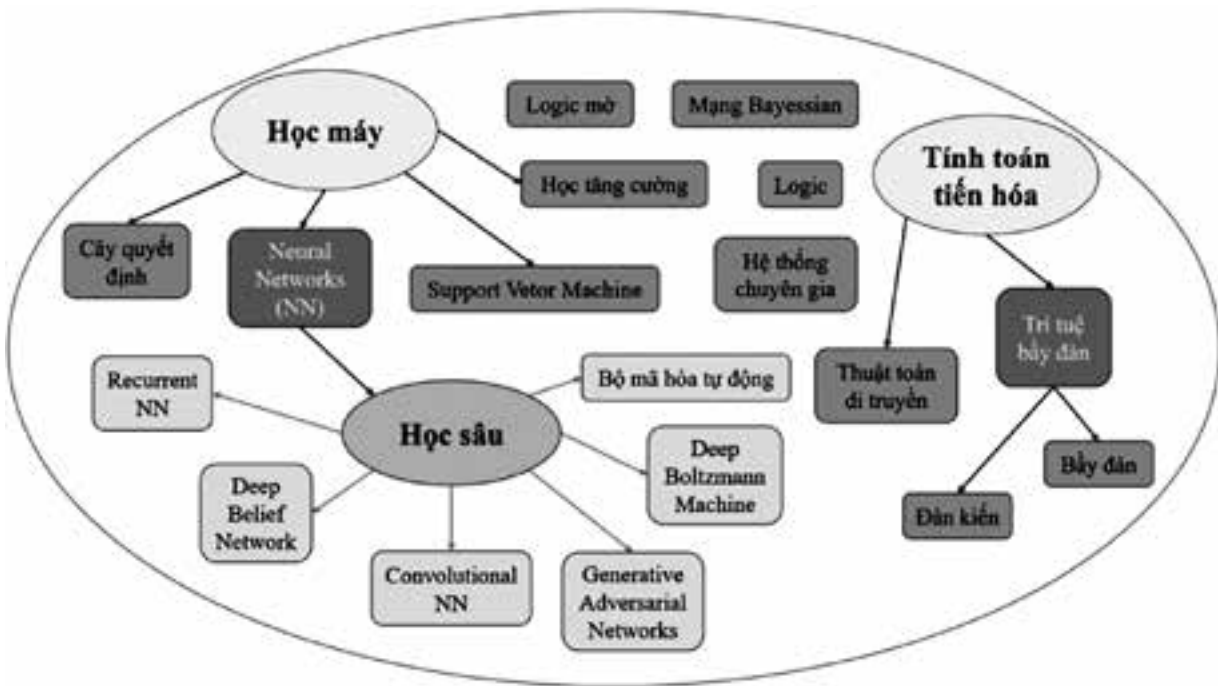 Logic mờ
Mạng Bayessian
Học máy
Tính toán
tiến hóa
Học tăng cường
Logic
Cây quyết
định
Neural
Networks
(NN)
Support Vetor Machine
Hệ thống
chuyên gia
Trí tuệ
bầy đàn
Recurrent
NN
Bộ mã hóa tự động
Thuật toán
di truyền
Học sâu
Deep
Boltzmann
Machine
Bầy đàn
Deep
Belief
Network
Đàn kiến
Convolutional
NN
Generative
Adversarial
Networks